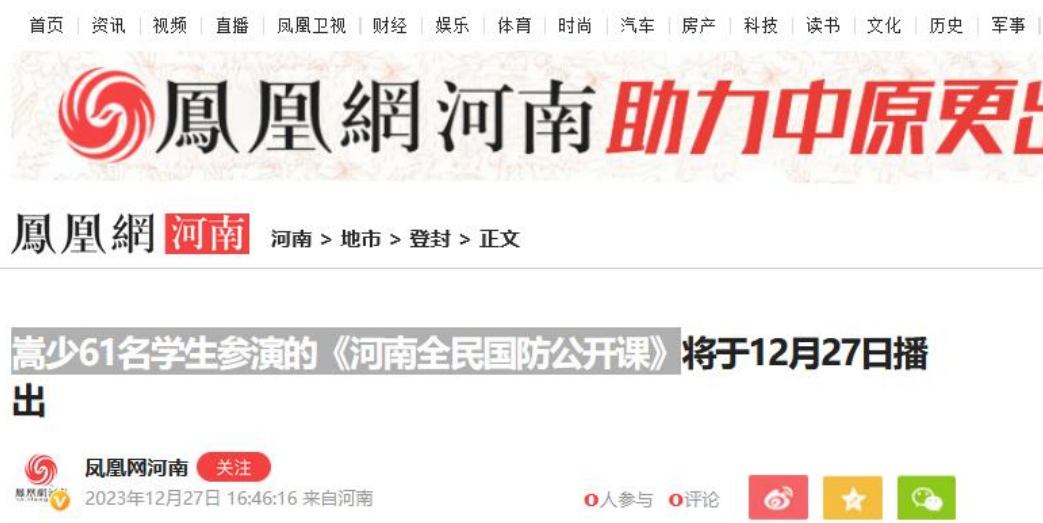 首页 | 资讯 | 视频 | 直播 | 凤凰卫视 | 财经 | 娱乐 | 体育 | 时尚 | 汽车 | 房产 | 科技 | 读书 | 文化 | 历史 | 军事 |
鳳凰網河南 助力中原更
鳳凰網 河南 河南 > 地市 > 登封 > 正文
嵩少61名学生参演的《河南全民国防公开课》将于12月27日播
出
凤凰网河南 关注
2023年12月27日 16:46:16 来自河南 0人参与 0评论